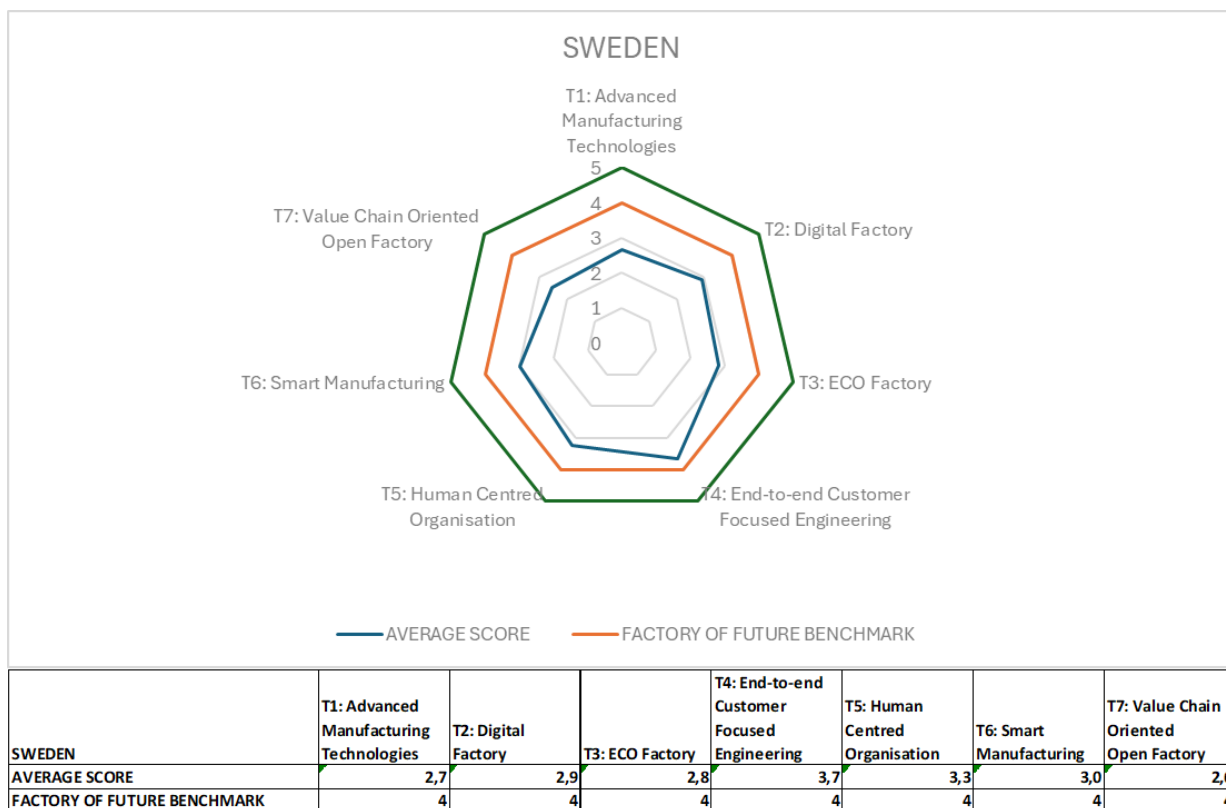 SWEDEN
T1: Advanced
Manufacturing
Technologies
5
4
3
2
1
0
T2: Digital Factory
T3: ECO Factory
T4: End-to-end Customer
Focused Engineering
T5: Human Centred
Organisation
T6: Smart Manufacturing
T7: Value Chain Oriented
Open Factory
AVERAGE SCORE FACTORY OF FUTURE BENCHMARK
SWEDEN
T1: Advanced
Manufacturing
Technologies
T2: Digital
Factory
T3: ECO Factory
T4: End-to-end
Customer
Focused
Engineering
T5: Human
Centred
Organisation
T6: Smart
Manufacturing
T7: Value Chain
Oriented
Open Factory
AVERAGE SCORE 2,7 2,9 2,8 3,7 3,3 3,0
FACTORY OF FUTURE BENCHMARK 4 4 4 4 4 4